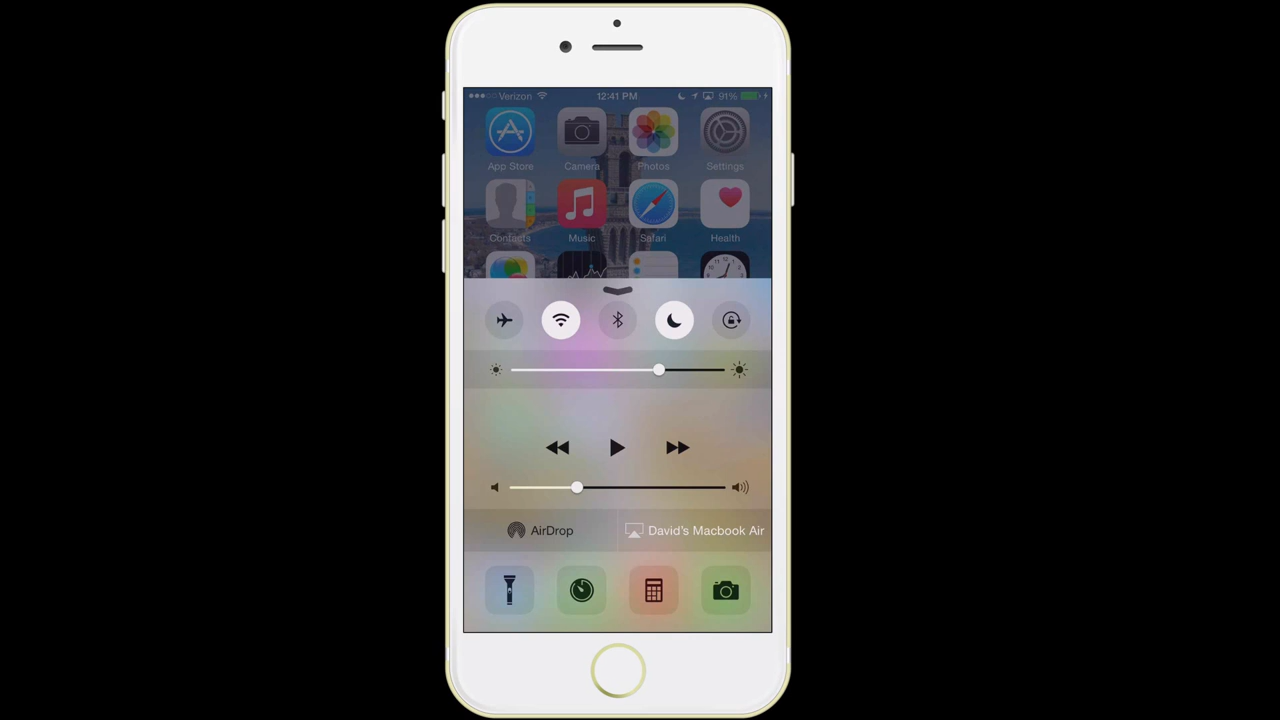 Verizon 12:41 PM 91%
App Store Camera Photos Settings
Contacts Music Safari Health
AirDrop David's Macbook Air